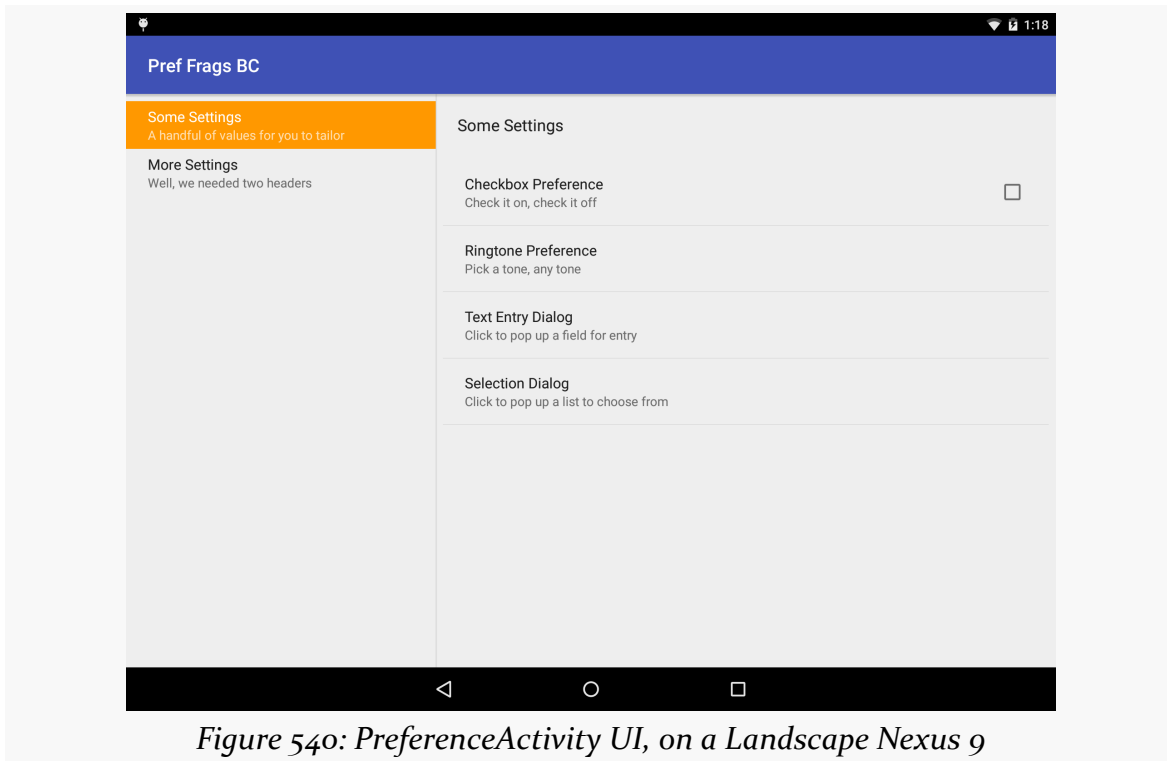 1:18
Pref Frags BC
Some Settings
A handful of values for you to tailor
More Settings
Well, we needed two headers
Some Settings
Checkbox Preference
Check it on, check it off
Ringtone Preference
Pick a tone, any tone
Text Entry Dialog
Click to pop up a field for entry
Selection Dialog
Click to pop up a list to choose from
Figure 540: PreferenceActivity UI, on a Landscape Nexus 9